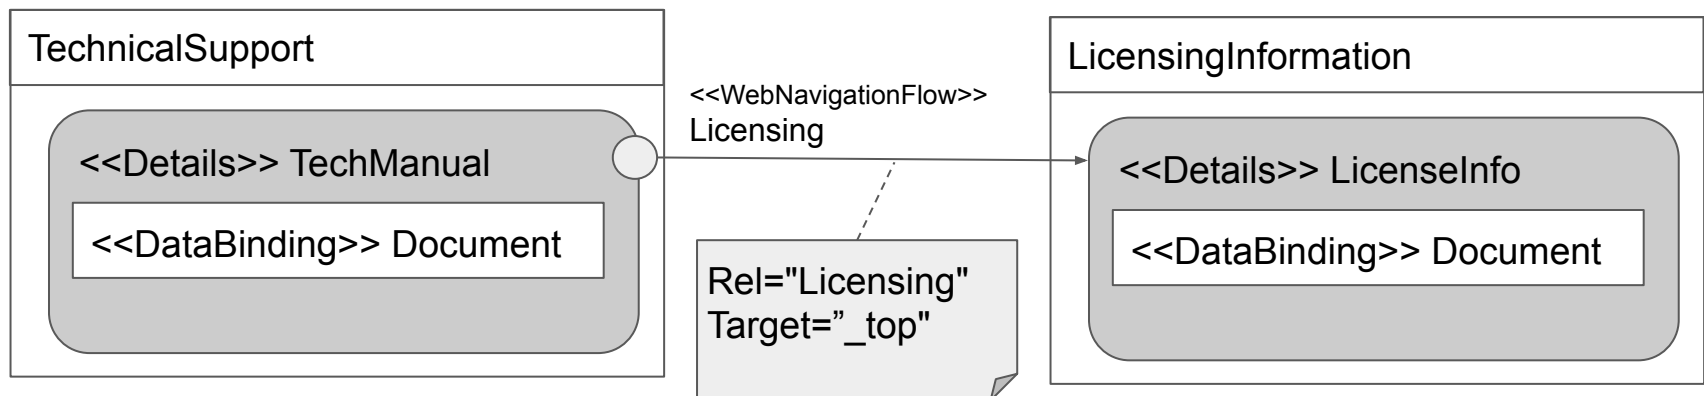 TechnicalSupport
<<Details>> TechManual
<<DataBinding>> Document
<<WebNavigationFlow>>
Licensing
Rel="Licensing"
Target=”_top"
LicensingInformation
<<Details>> LicenseInfo
<<DataBinding>> Document